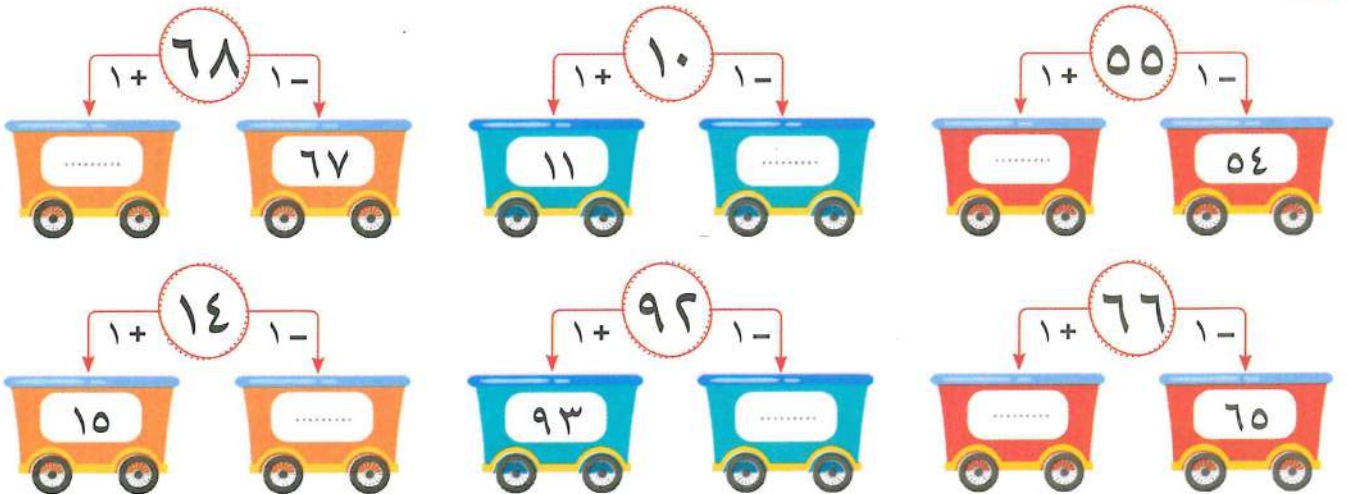 ٥٥ ١٠ ٦٨
١ − ١ + ١ − ١ + ١ − ١ +
٥٤ ......... ......... ١١ ٦٧ .........
٦٦ ٩٢ ١٤
١ − ١ + ١ − ١ + ١ − ١ +
٦٥ ......... ......... ٩٣ ......... ١٥